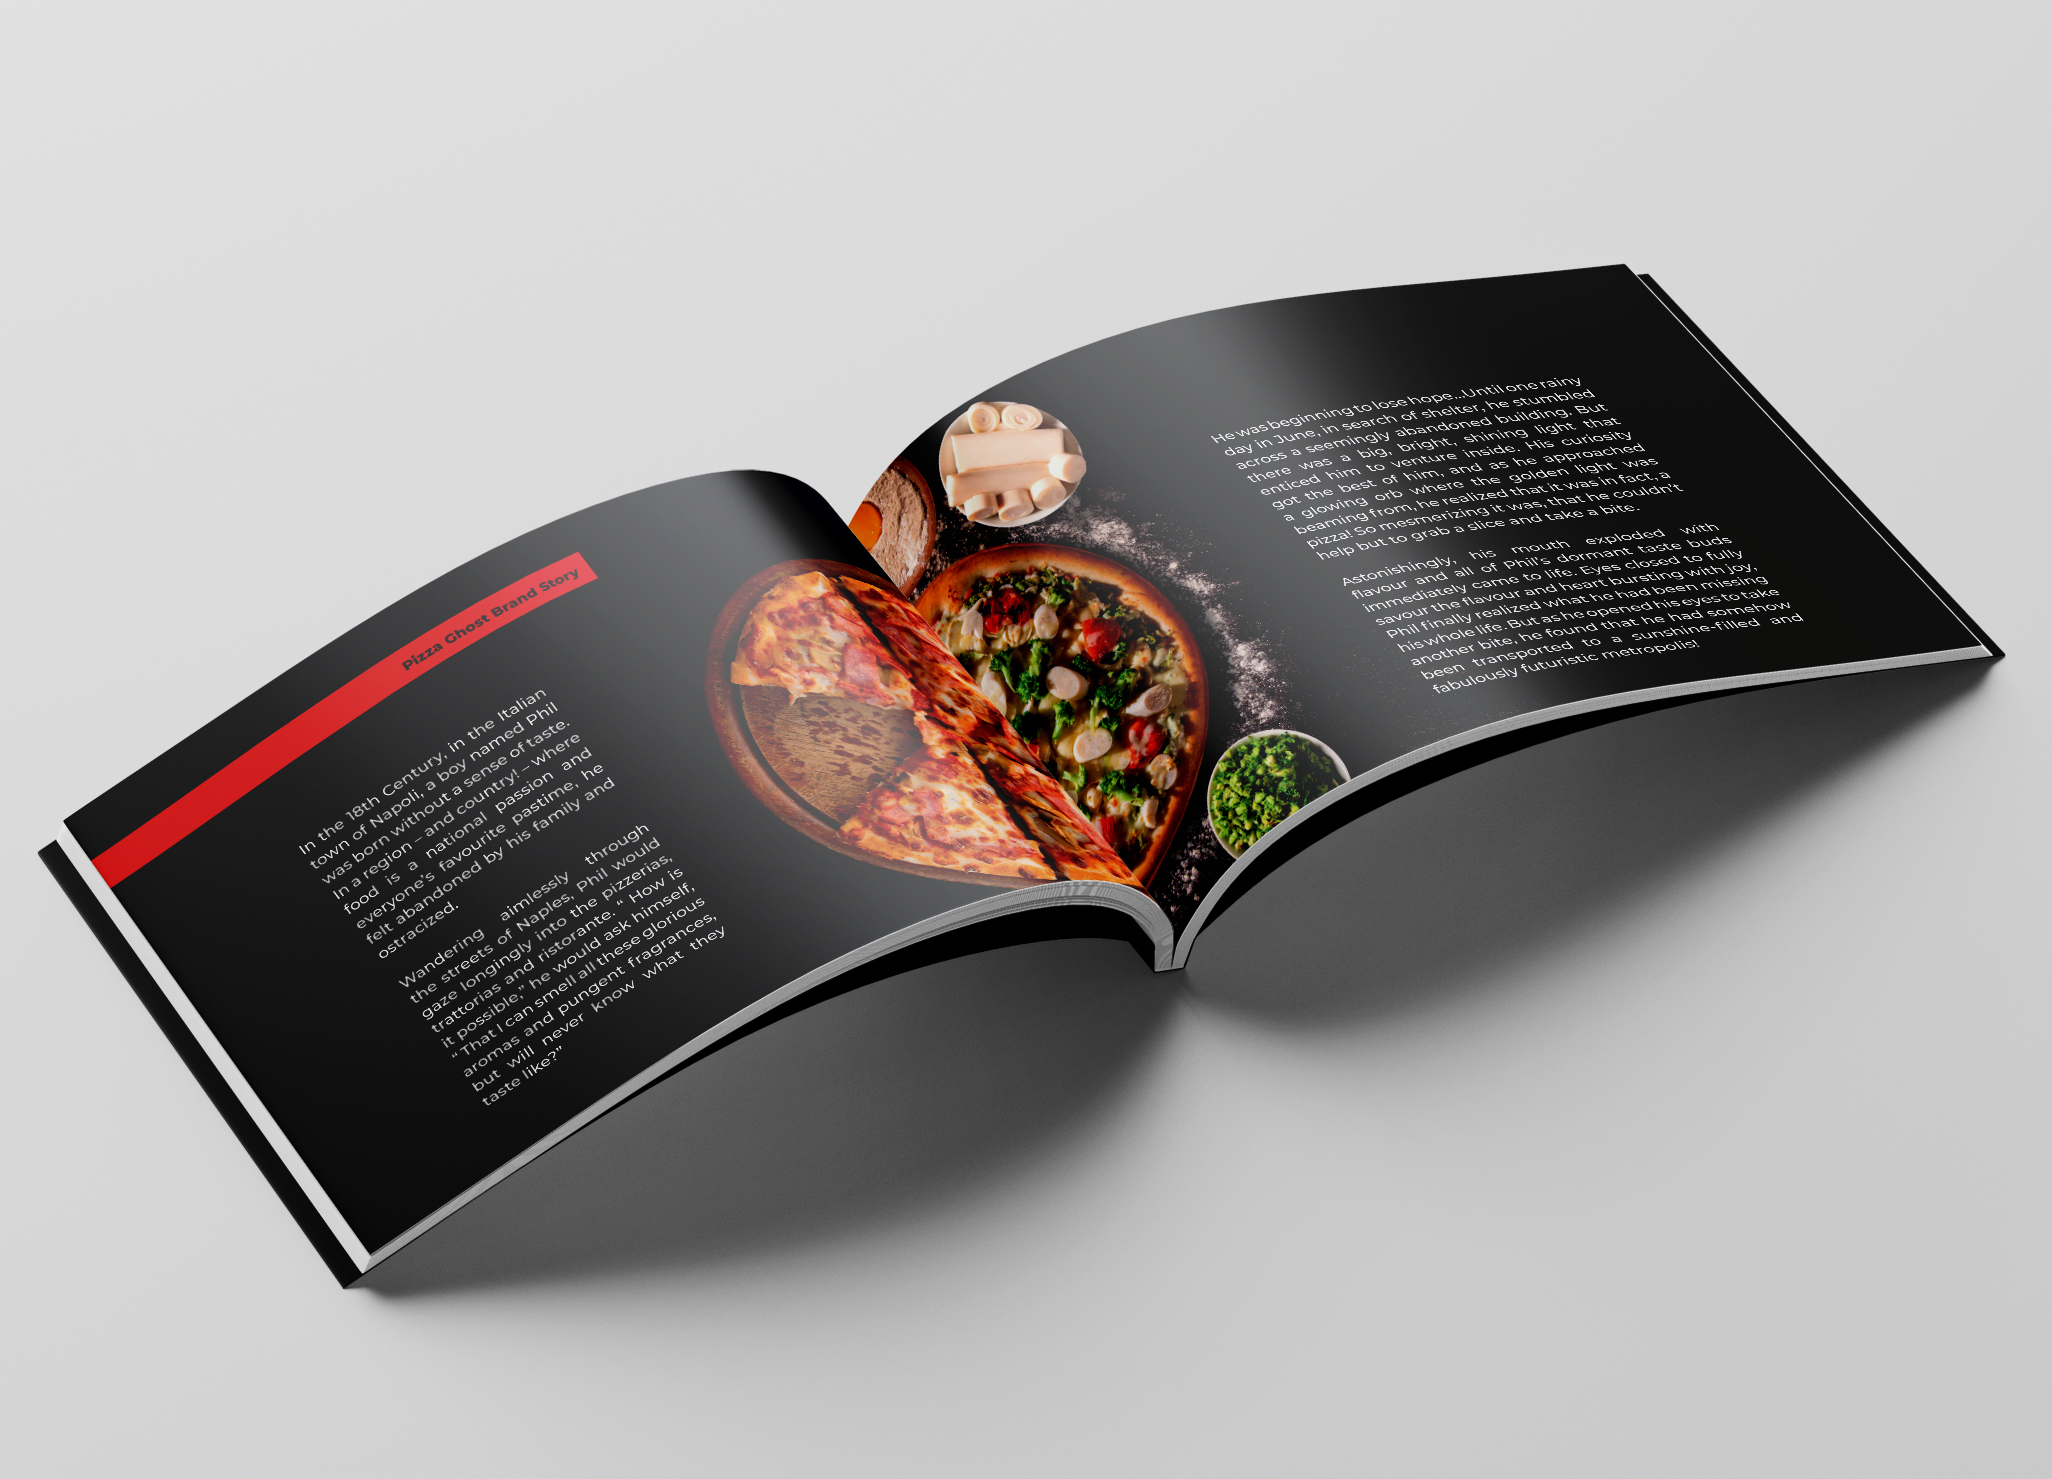 Pizza Ghost Brand Story
In the 18th Century, in the Italian
town of Napoli, a boy named Phil
was born without a sense of taste.
In a region – and country! – where
food is a national passion and
everyone's favourite pastime, he
felt abandoned by his family and
ostracized.
Wandering aimlessly through
the streets of Naples, Phil would
gaze longingly into the pizzerias,
trattorias and ristorante. “ How is
it possible,” he would ask himself,
“That I can smell all these glorious
aromas and pungent fragrances,
but will never know what they
taste like?”
He was beginning to lose hope...Until one rainy
day in June, in search of shelter, he stumbled
across a seemingly abandoned building. But
there was a big, bright, shining light that
enticed him to venture inside. His curiosity
got the best of him, and as he approached
a glowing orb where the golden light was
beaming from, he realized that it was in fact, a
pizza! So mesmerizing it was, that he couldn't
help but to grab a slice and take a bite.
Astonishingly, his mouth exploded with
flavour and all of Phil's dormant taste buds
immediately came to life. Eyes closed to fully
savour the flavour and heart bursting with joy,
Phil finally realized what he had been missing
his whole life. But as he opened his eyes to take
another bite, he found that he had somehow
been transported to a sunshine-filled and
fabulously futuristic metropolis!